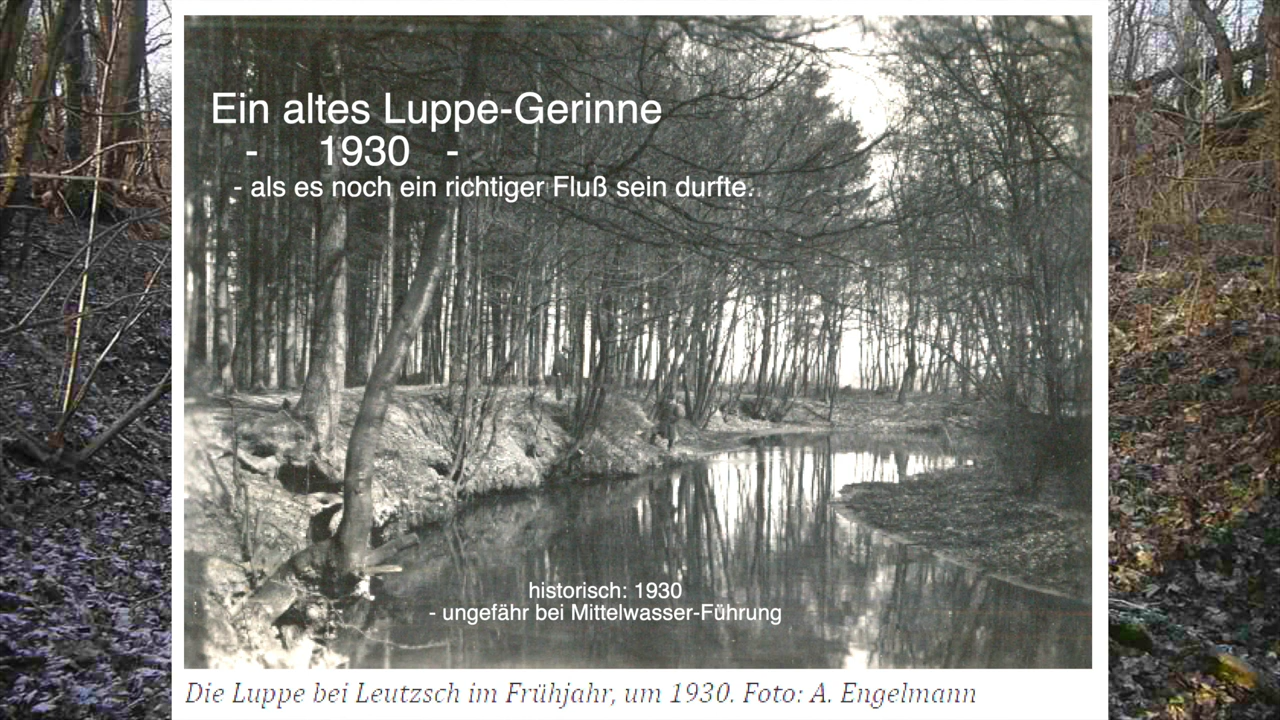 Ein altes Luppe-Gerinne
- 1930 -
- als es noch ein richtiger Fluß sein durfte..
historisch: 1930
- ungefähr bei Mittelwasser-Führung
Die Luppe bei Leutzsch im Frühjahr, um 1930. Foto: A. Engelmann